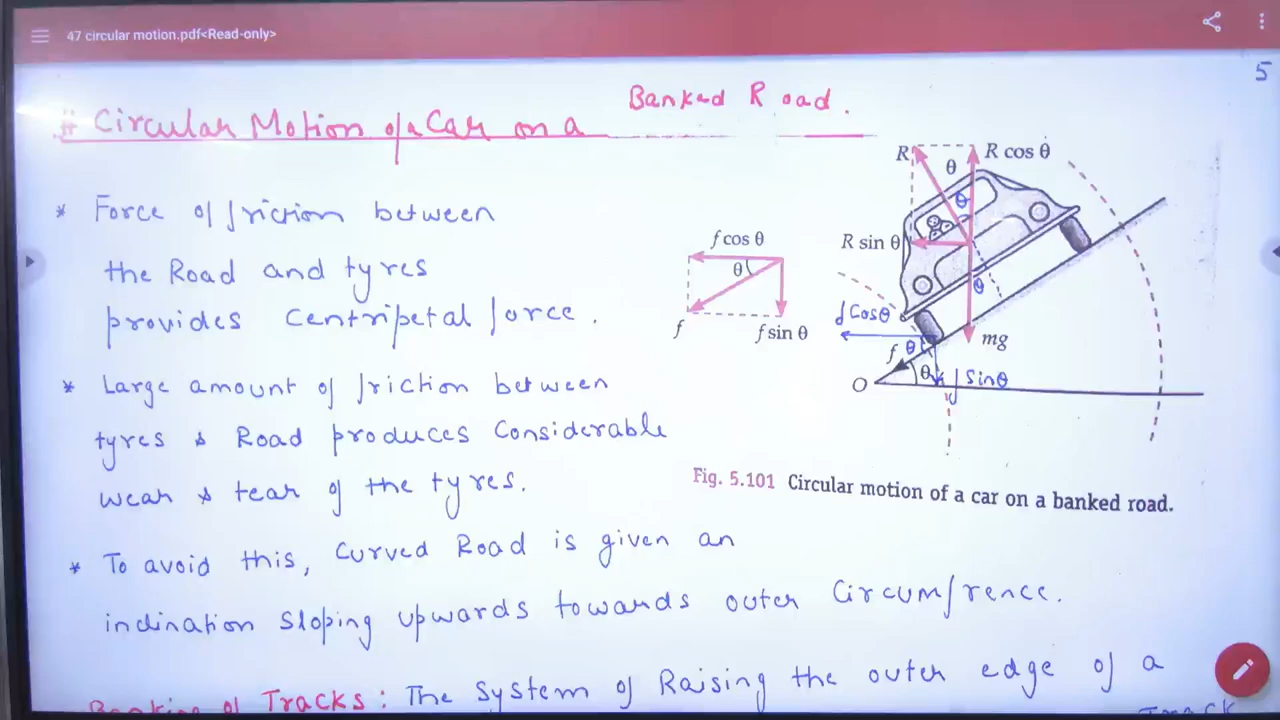 47 circular motion.pdf<Read-only>
5
# Circular Motion of a Car on a Banked Road.
* Force of friction between
the Road and tyres
provides centripetal force.
* Large amount of friction between
tyres & Road produces considerable
wear & tear of the tyres.
* To avoid this, curved Road is given an
inclination sloping upwards towards outer circumfrence.
Banking of Tracks: The system of Raising the outer edge of a
Track
f cos θ
θ
f
f sin θ
R
θ
R cos θ
θ
R sin θ
θ
f cosθ
mg
f
θ
θ
f sinθ
O
Fig. 5.101 Circular motion of a car on a banked road.